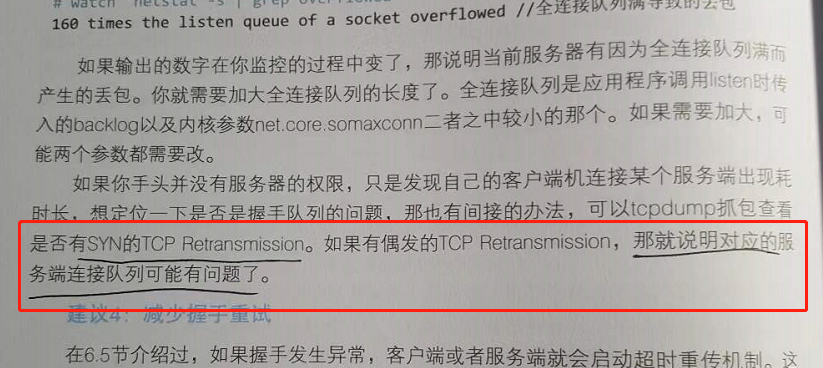 # watch 'netstat -s | grep overflowed'
160 times the listen queue of a socket overflowed //全连接队列满导致的丢包
如果输出的数字在你监控的过程中变了，那说明当前服务器有因为全连接队列满而
产生的丢包。你就需要加大全连接队列的长度了。全连接队列是应用程序调用listen时传
入的backlog以及内核参数net.core.somaxconn二者之中较小的那个。如果需要加大，可
能两个参数都需要改。
如果你手头并没有服务器的权限，只是发现自己的客户端机连接某个服务端出现耗
时长，想定位一下是否是握手队列的问题，那也有间接的办法，可以tcpdump抓包查看
是否有SYN的TCP Retransmission。如果有偶发的TCP Retransmission，那就说明对应的服
务端连接队列可能有问题了。
建议4：减少握手重试
在6.5节介绍过，如果握手发生异常，客户端或者服务端就会启动超时重传机制。这